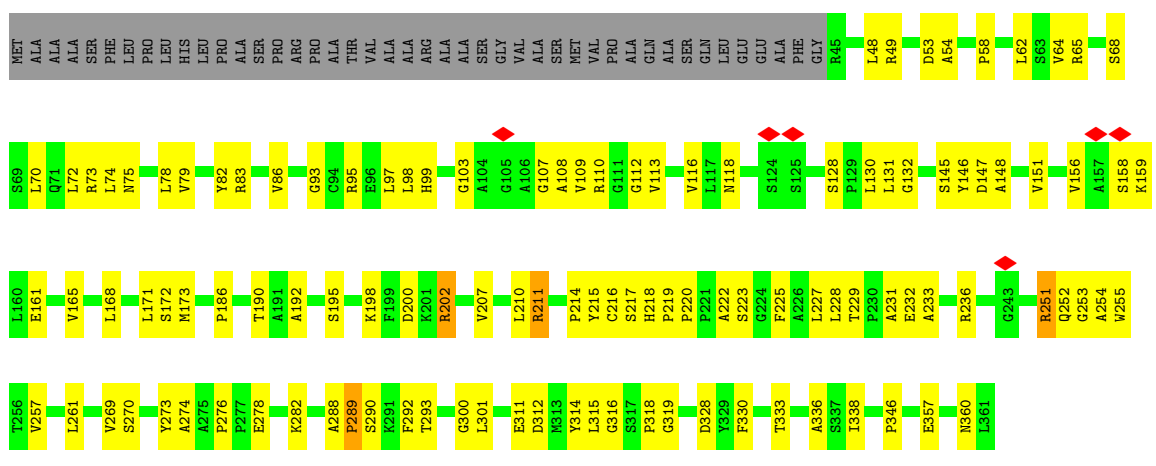 MET ALA ALA ALA SER PHE LEU PRO LEU HIS LEU PRO ALA SER PRO ARG PRO ALA THR VAL ALA ALA ALA ARG ALA ALA SER GLY VAL ALA SER MET VAL PRO ALA GLN ALA SER GLN LEU GLU GLU ALA PHE GLY R45 L48 R49 D53 A54 P58 L62 S63 V64 R65 S68
S69 L70 Q71 L72 R73 L74 N75 L78 V79 Y82 R83 V86 G93 C94 R95 E96 L97 L98 H99 G103 A104 G105 A106 G107 A108 V109 R110 G111 G112 V113 V116 L117 N118 S124 S125 S128 P129 L130 L131 G132 S145 Y146 D147 A148 V151 V156 A157 S158 K159
L160 E161 V165 L168 L171 S172 M173 P186 T190 A191 A192 S195 K198 F199 D200 K201 R202 V207 L210 R211 P214 Y215 G216 S217 H218 P219 P220 P221 A222 S223 G224 F225 A226 L227 L228 T229 P230 A231 E232 A233 R236 G243 R251 Q252 G253 A254 W255
T256 V257 L261 V269 S270 Y273 A274 A275 P276 P277 E278 K282 A288 P289 S290 K291 F292 T293 G300 L301 E311 D312 M313 Y314 L315 G316 S317 P318 G319 D328 Y329 F330 T333 A336 S337 I338 P346 E357 N360 L361